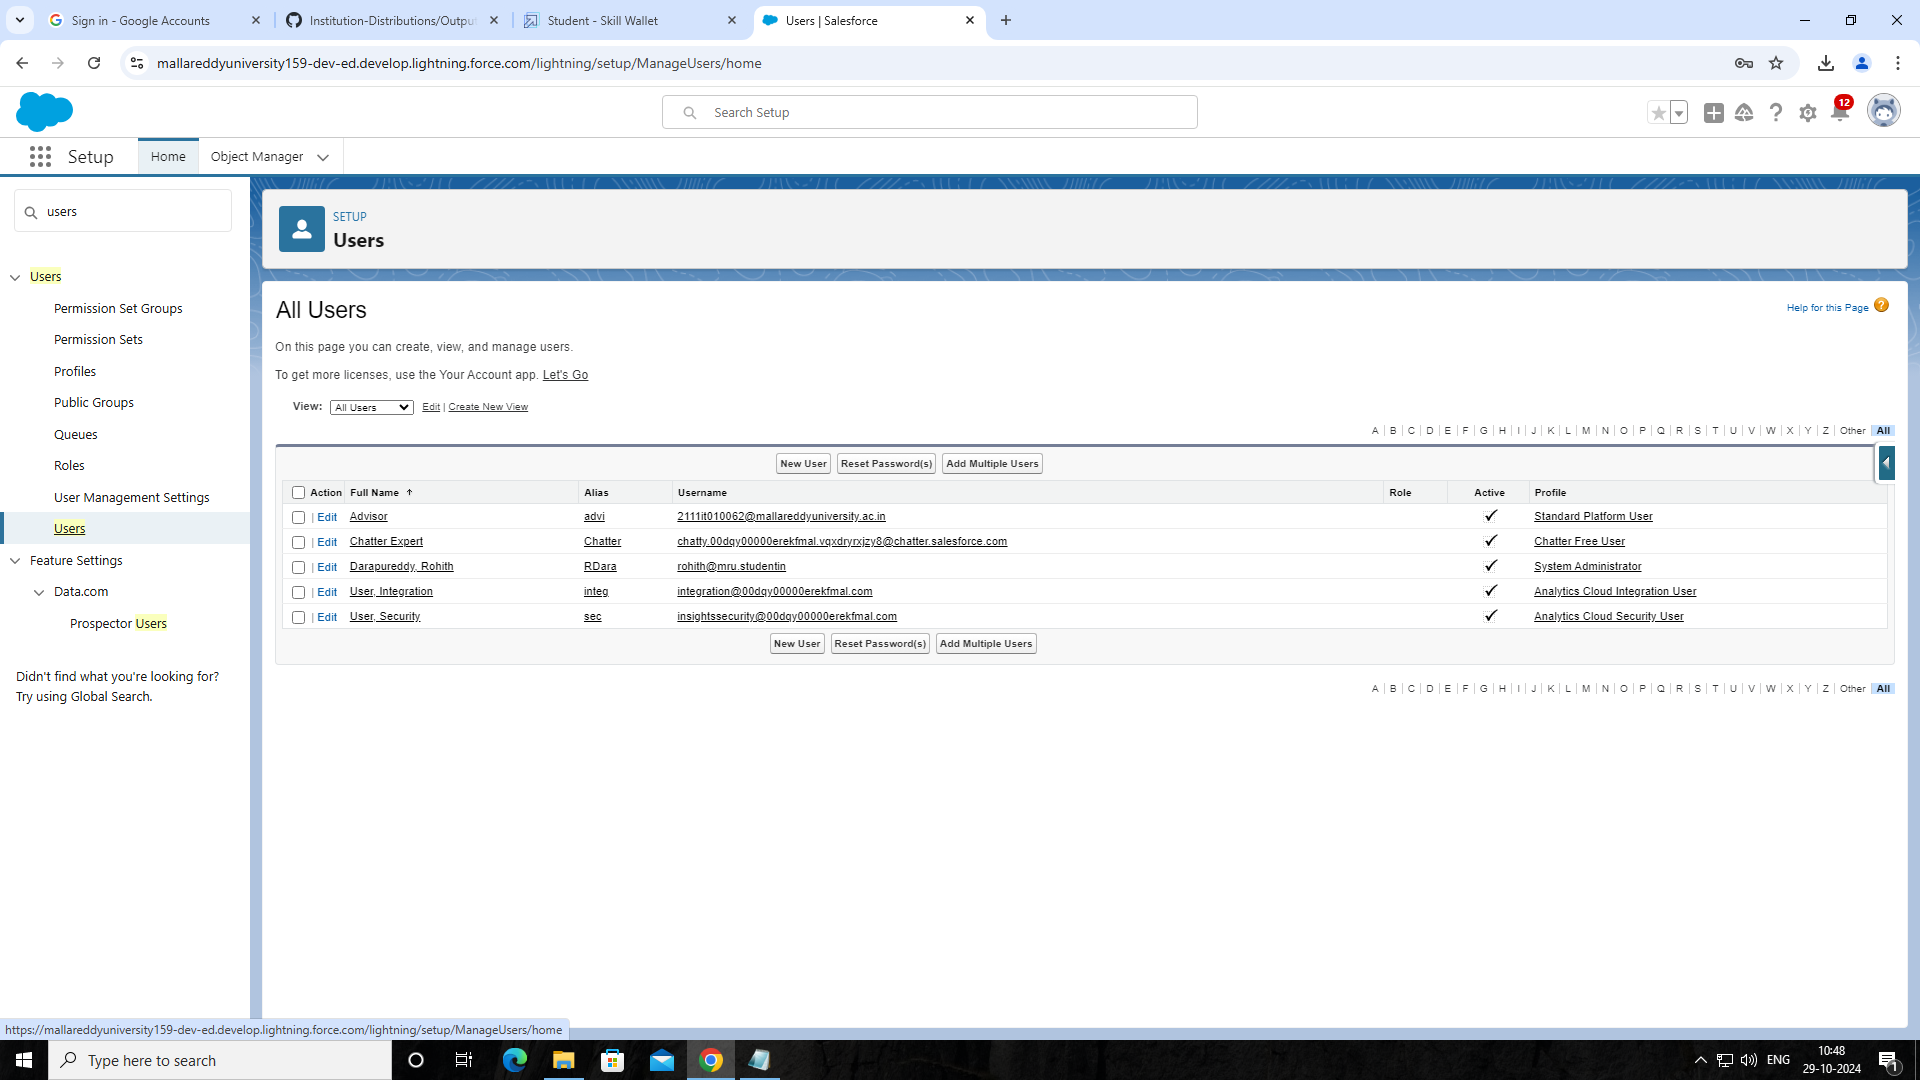 Sign in - Google Accounts
Institution-Distributions/Output
Student - Skill Wallet
Users | Salesforce
mallareddyuniversity159-dev-ed.develop.lightning.force.com/lightning/setup/ManageUsers/home
Search Setup
12
Setup
Home
Object Manager
users
Users
Permission Set Groups
Permission Sets
Profiles
Public Groups
Queues
Roles
User Management Settings
Users
Feature Settings
Data.com
Prospector Users
Didn't find what you're looking for?
Try using Global Search.
SETUP
Users
All Users
Help for this Page ?
On this page you can create, view, and manage users.
To get more licenses, use the Your Account app. Let's Go
View: All Users Edit | Create New View
A | B | C | D | E | F | G | H | I | J | K | L | M | N | O | P | Q | R | S | T | U | V | W | X | Y | Z | Other | All
New User Reset Password(s) Add Multiple Users
Action Full Name ↑ Alias Username Role Active Profile
| Edit Advisor advi 2111it010062@mallareddyuniversity.ac.in ✓ Standard Platform User
| Edit Chatter Expert Chatter chatty.00dqy00000erekfmal.vqxdryrxjzy8@chatter.salesforce.com ✓ Chatter Free User
| Edit Darapureddy, Rohith RDara rohith@mru.studentin ✓ System Administrator
| Edit User, Integration integ integration@00dqy00000erekfmal.com ✓ Analytics Cloud Integration User
| Edit User, Security sec insightssecurity@00dqy00000erekfmal.com ✓ Analytics Cloud Security User
New User Reset Password(s) Add Multiple Users
A | B | C | D | E | F | G | H | I | J | K | L | M | N | O | P | Q | R | S | T | U | V | W | X | Y | Z | Other | All
https://mallareddyuniversity159-dev-ed.develop.lightning.force.com/lightning/setup/ManageUsers/home
Type here to search
ENG
10:48
29-10-2024
1